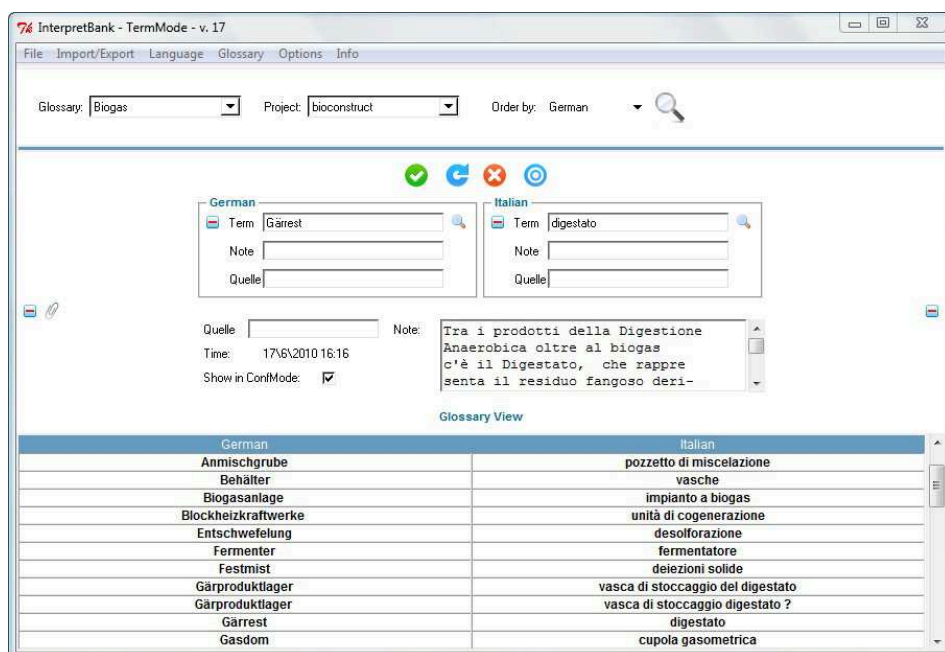 InterpretBank - TermMode - v. 17
File Import/Export Language Glossary Options Info
Glossary: Biogas Project: bioconstruct Order by: German
German Italian
Term Gärrest Term digestato
Note Note
Quelle Quelle
Quelle Note: Tra i prodotti della Digestione
Anaerobica oltre al biogas
Time: 17\6\2010 16:16 c'è il Digestato, che rappre
Show in ConfMode: senta il residuo fangoso deri-
Glossary View
German Italian
Anmischgrube pozzetto di miscelazione
Behälter vasche
Biogasanlage impianto a biogas
Blockheizkraftwerke unità di cogenerazione
Entschwefelung desolforazione
Fermenter fermentatore
Festmist deiezioni solide
Gärproduktlager vasca di stoccaggio del digestato
Gärproduktlager vasca di stoccaggio digestato ?
Gärrest digestato
Gasdom cupola gasometrica